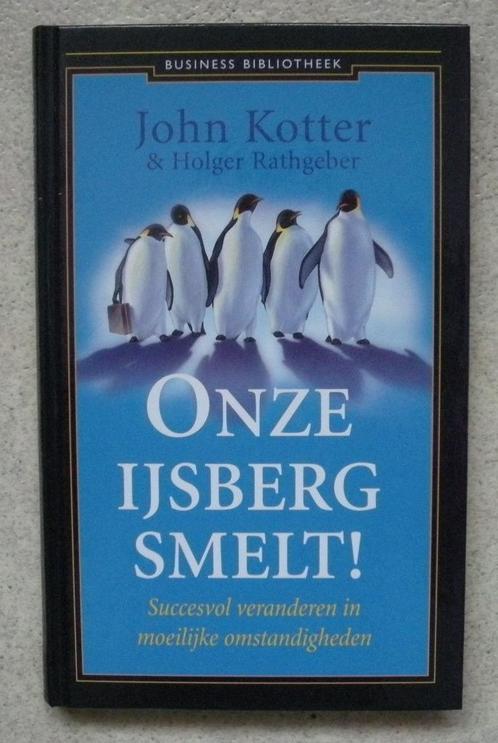 BUSINESS BIBLIOTHEEK
John Kotter
& Holger Rathgeber
ONZE
IJSBERG
SMELT!
Succesvol veranderen in
moeilijke omstandigheden